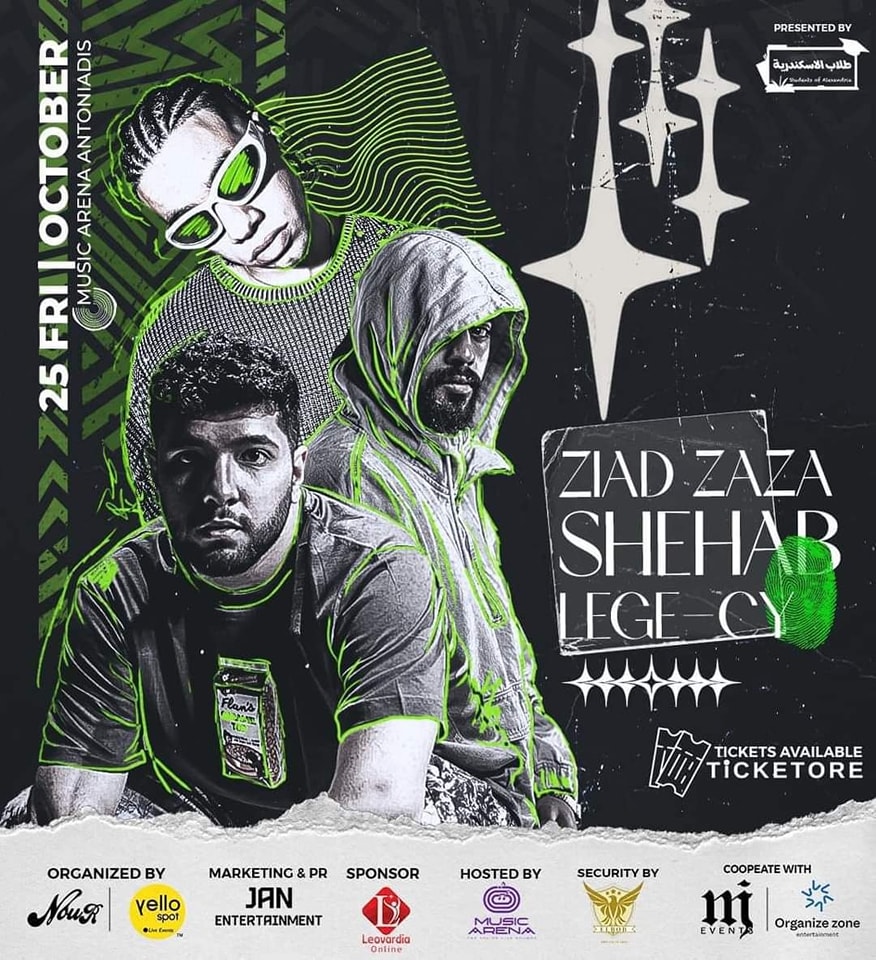 25 FRI | OCTOBER
MUSIC ARENA ANTONIADIS
PRESENTED BY
طلاب الاسكندرية
Students of Alexandria
ZIAD ZAZA
SHEHAB
LEGE-CY
TICKETS AVAILABLE
TiCKETORE
ORGANIZED BY
NOUR
yello
spot
Live Events
TM
MARKETING & PR
JAN
ENTERTAINMENT
SPONSOR
Leovardia
Online
HOSTED BY
MUSIC
ARENA
SECURITY BY
COOPEATE WITH
mj
EVENTS
Organize zone
entertainment